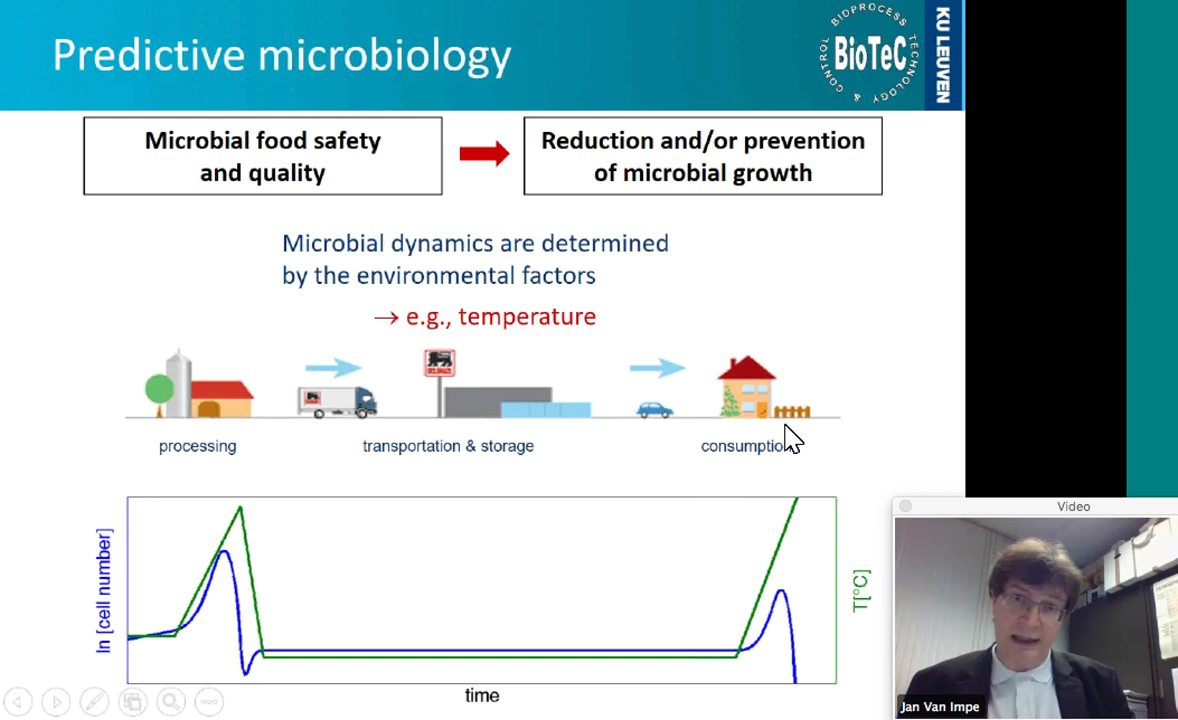 Predictive microbiology
BIOPROCESS TECHNOLOGY & CONTROL
BioTeC
KU LEUVEN
Microbial food safety
and quality
Reduction and/or prevention
of microbial growth
Microbial dynamics are determined
by the environmental factors
→ e.g., temperature
processing
transportation & storage
ln [cell number]
T[°C]
time
Video
Jan Van Impe